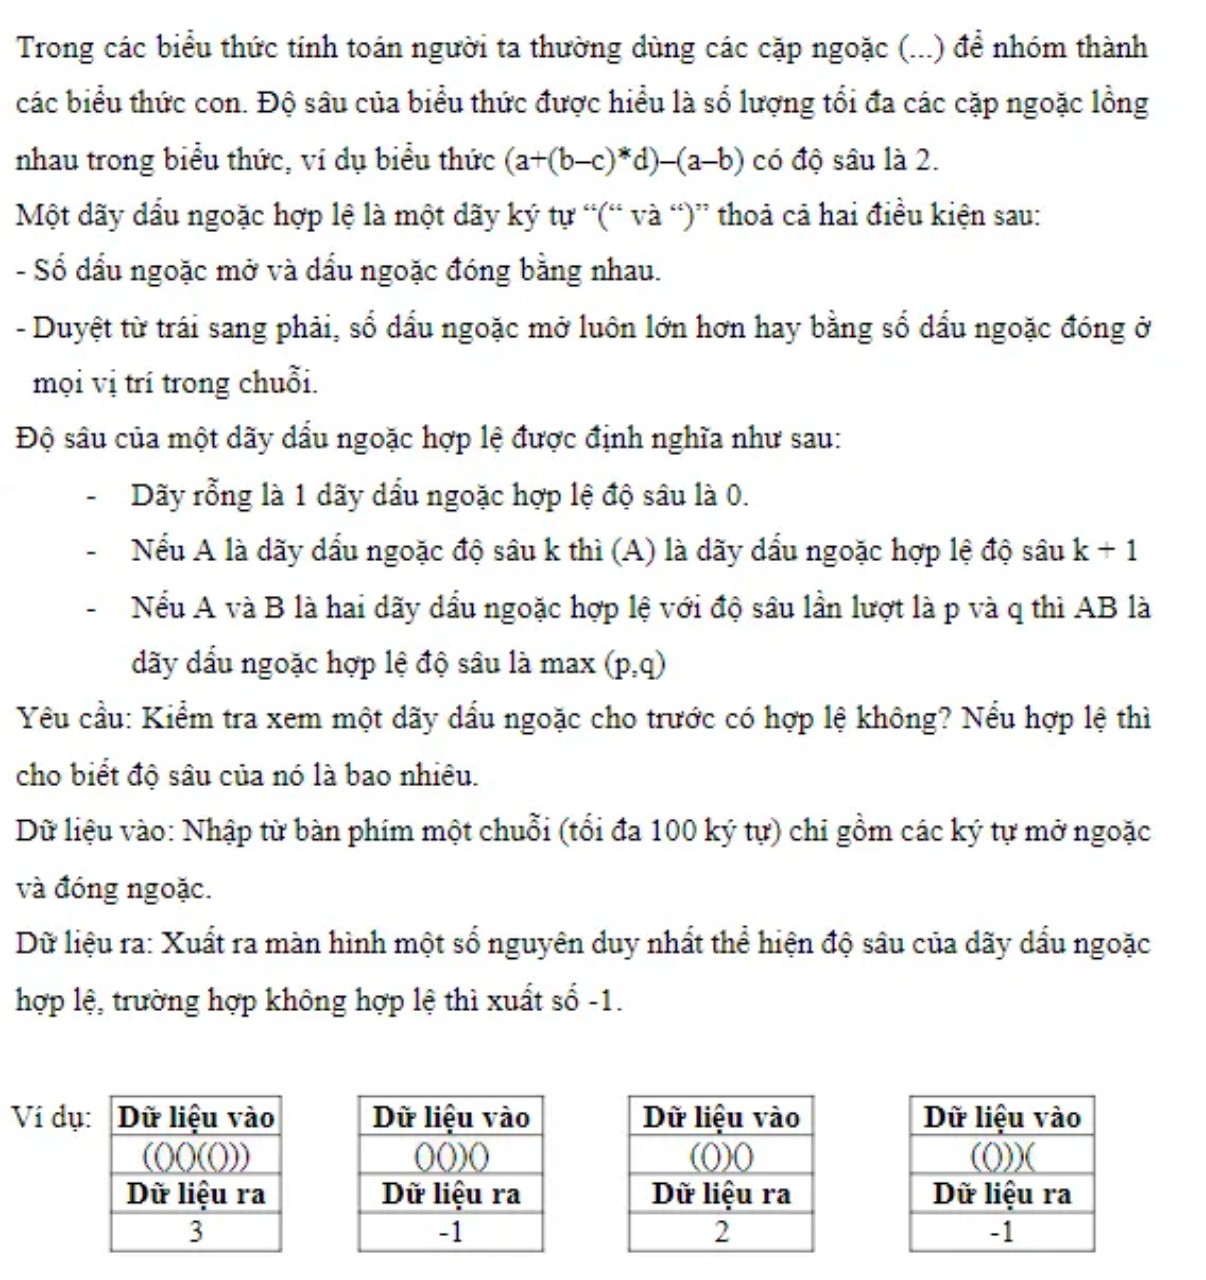 Trong các biểu thức tính toán người ta thường dùng các cặp ngoặc (...) để nhóm thành
các biểu thức con. Độ sâu của biểu thức được hiểu là số lượng tối đa các cặp ngoặc lồng
nhau trong biểu thức, ví dụ biểu thức (a+(b–c)*d)–(a–b) có độ sâu là 2.
Một dãy dấu ngoặc hợp lệ là một dãy ký tự “(“ và “)” thoả cả hai điều kiện sau:
- Số dấu ngoặc mở và dấu ngoặc đóng bằng nhau.
- Duyệt từ trái sang phải, số dấu ngoặc mở luôn lớn hơn hay bằng số dấu ngoặc đóng ở
mọi vị trí trong chuỗi.
Độ sâu của một dãy dấu ngoặc hợp lệ được định nghĩa như sau:
- Dãy rỗng là 1 dãy dấu ngoặc hợp lệ độ sâu là 0.
- Nếu A là dãy dấu ngoặc độ sâu k thì (A) là dãy dấu ngoặc hợp lệ độ sâu k + 1
- Nếu A và B là hai dãy dấu ngoặc hợp lệ với độ sâu lần lượt là p và q thì AB là
dãy dấu ngoặc hợp lệ độ sâu là max (p,q)
Yêu cầu: Kiểm tra xem một dãy dấu ngoặc cho trước có hợp lệ không? Nếu hợp lệ thì
cho biết độ sâu của nó là bao nhiêu.
Dữ liệu vào: Nhập từ bàn phím một chuỗi (tối đa 100 ký tự) chỉ gồm các ký tự mở ngoặc
và đóng ngoặc.
Dữ liệu ra: Xuất ra màn hình một số nguyên duy nhất thể hiện độ sâu của dãy dấu ngoặc
hợp lệ, trường hợp không hợp lệ thì xuất số -1.
Ví dụ: Dữ liệu vào Dữ liệu vào Dữ liệu vào Dữ liệu vào
(()()(())) ()())() (())() (()))(
Dữ liệu ra Dữ liệu ra Dữ liệu ra Dữ liệu ra
3 -1 2 -1